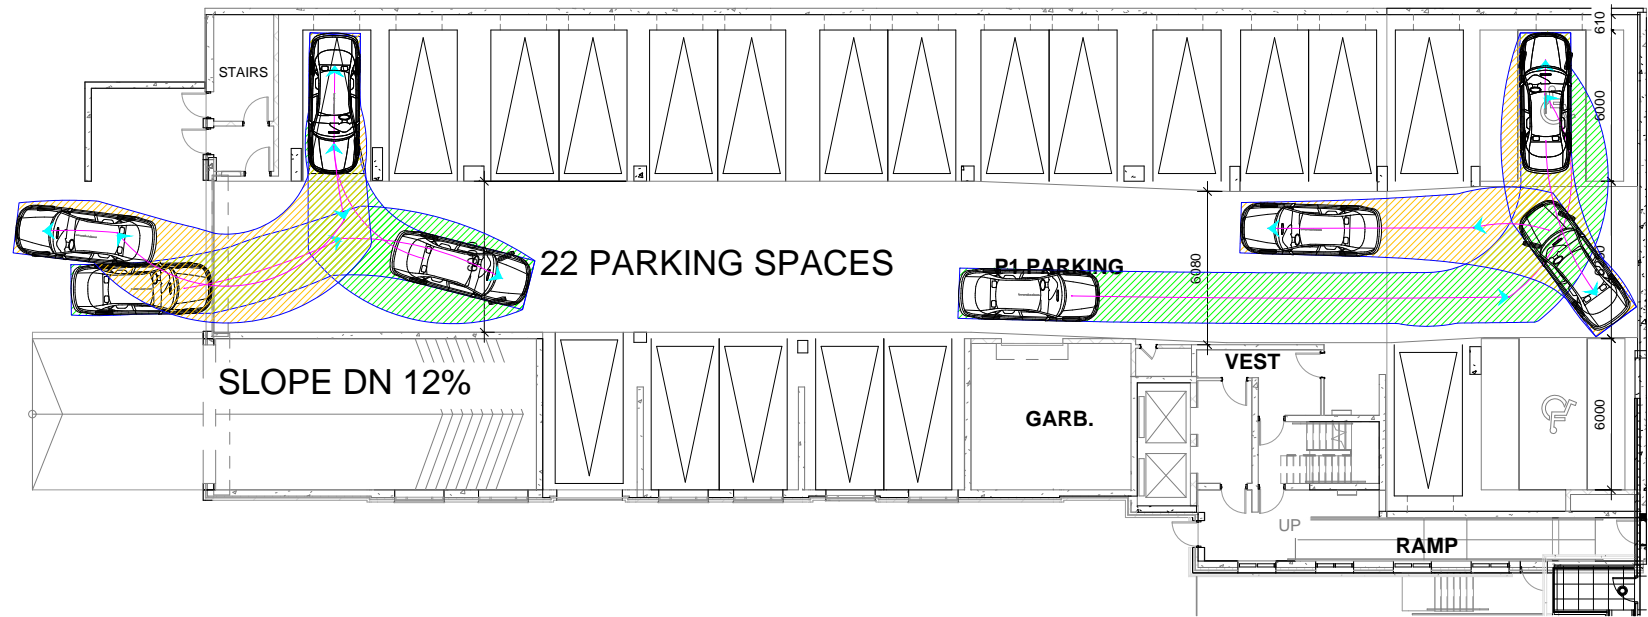 610
STAIRS
6000
22 PARKING SPACES
P1 PARKING
6080
VEST
SLOPE DN 12%
GARB.
6000
UP
RAMP